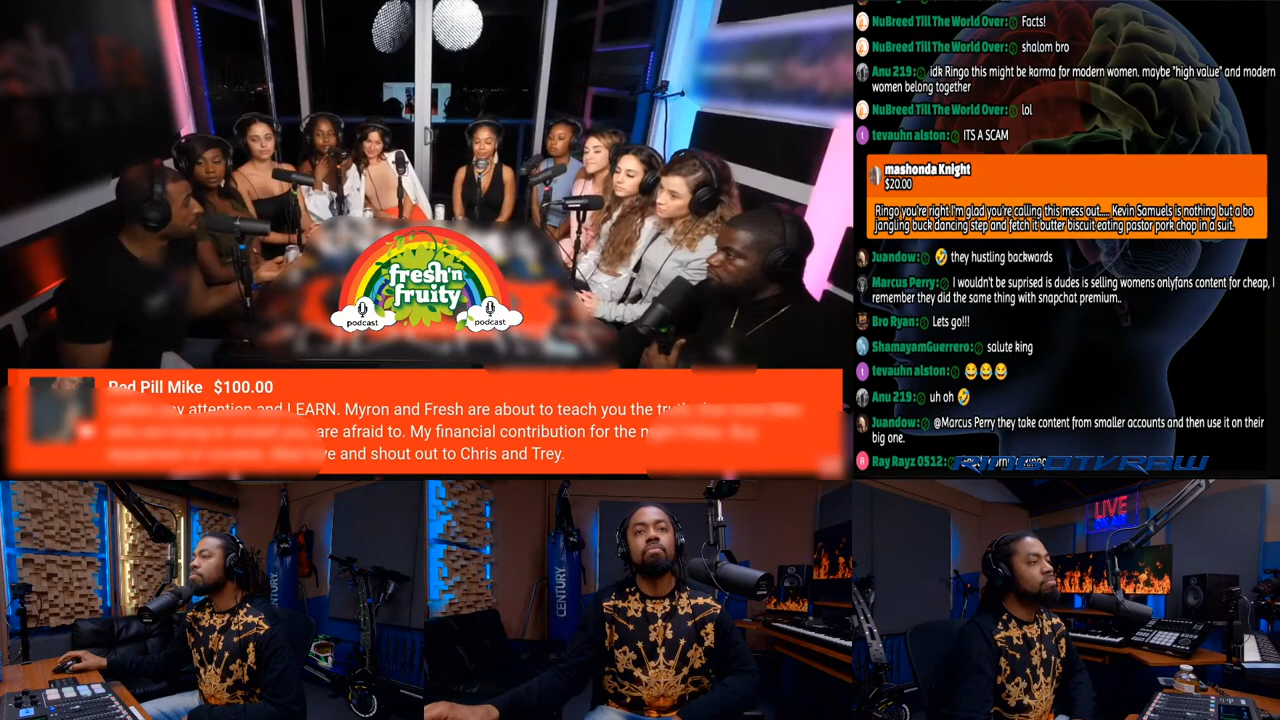 fresh'n
fruity
podcast
podcast
Red Pill Mike $100.00
my attention and LEARN. Myron and Fresh are about to teach you the
are afraid to. My financial contribution for the
and shout out to Chris and Trey.
NuBreed Till The World Over: Facts!
NuBreed Till The World Over: shalom bro
Anu 219: idk Ringo this might be karma for modern women. maybe "high value" and modern
women belong together
NuBreed Till The World Over: lol
t
tevauhn alston: ITS A SCAM
mashonda Knight
$20.00
Ringo you're right I'm glad you're calling this mess out..... Kevin Samuels is nothing but a bo
jangling buck dancing step and fetch it butter biscuit eating pastor pork chop in a suit.
Juandow: 🤣 they hustling backwards
Marcus Perry: I wouldn't be suprised is dudes is selling womens onlyfans content for cheap, I
remember they did the same thing with snapchat premium..
Bro Ryan: Lets go!!!
ShamayamGuerrero: salute king
t
tevauhn alston: 😂😂😂
Anu 219: uh oh 🤣
Juandow: @Marcus Perry they take content from smaller accounts and then use it on their
big one.
R
Ray Rayz 0512:
RINGOTVRAW
CENTURY
CENTURY
LIVE
ON AIR